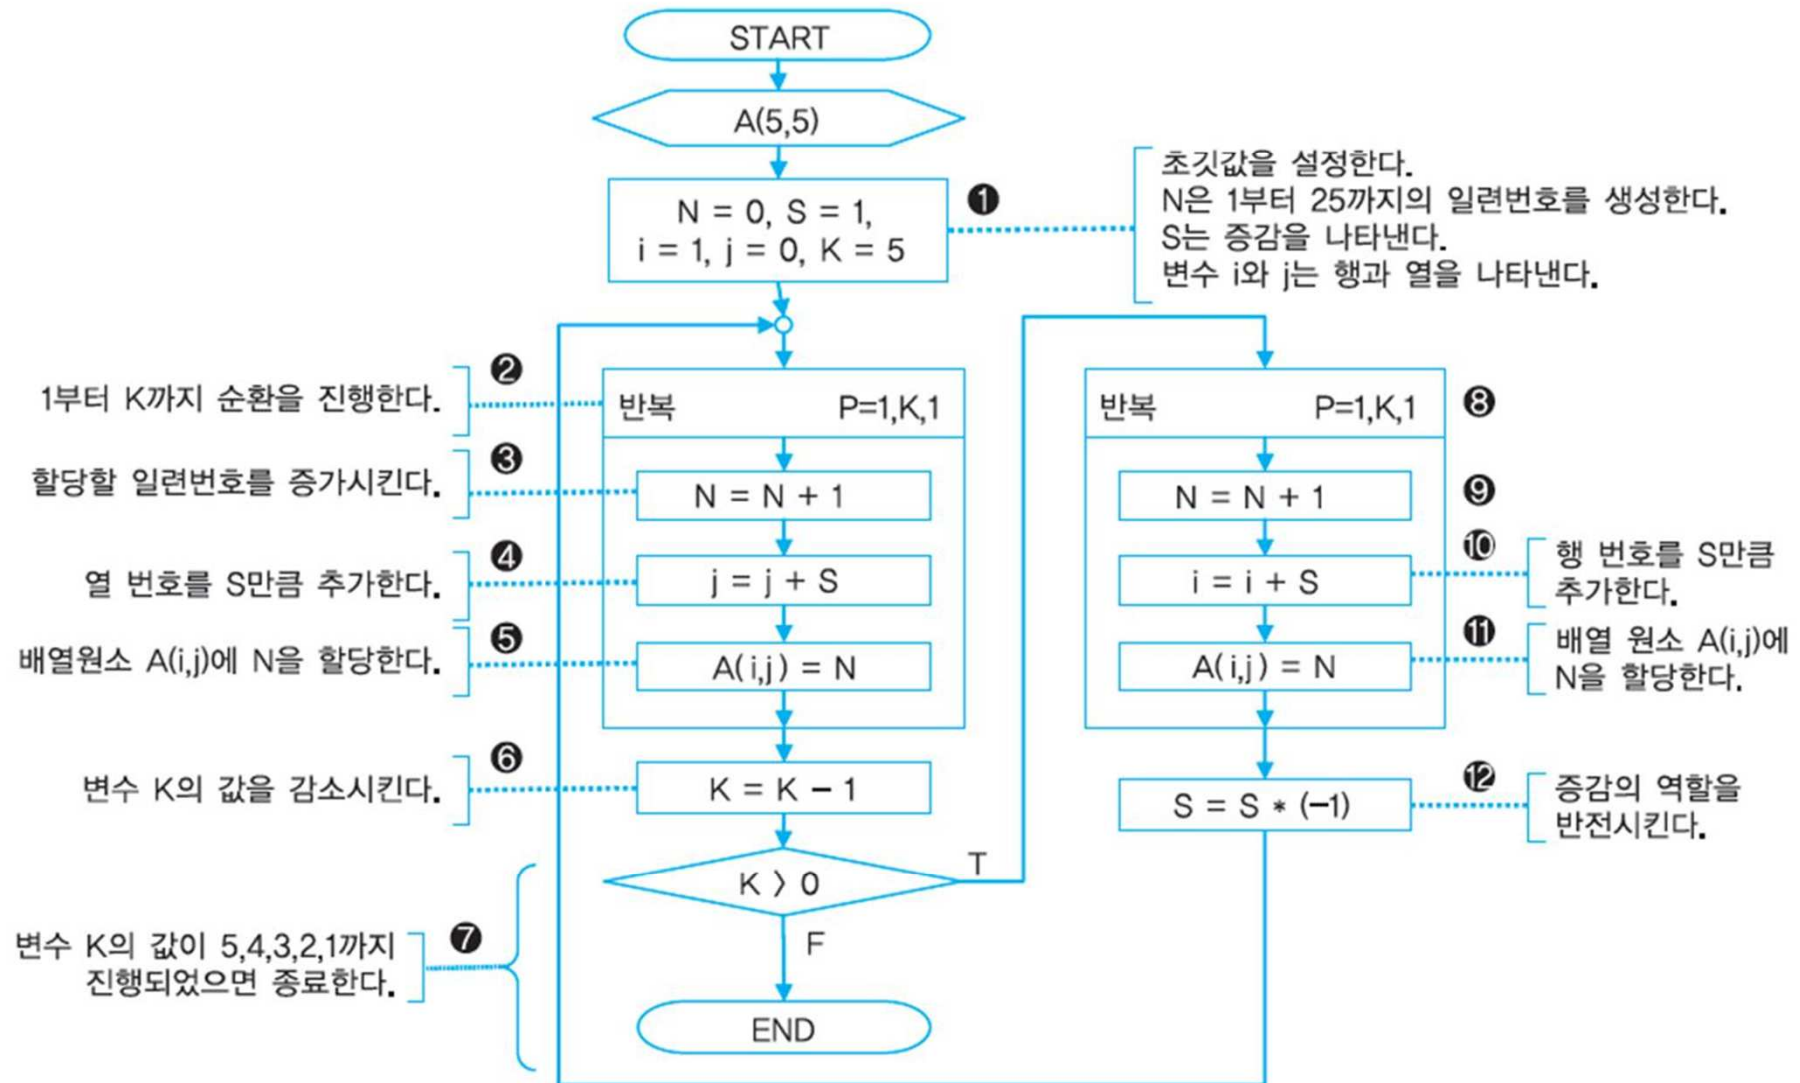 START
A(5,5)
N = 0, S = 1,
i = 1, j = 0, K = 5
❶
초깃값을 설정한다.
N은 1부터 25까지의 일련번호를 생성한다.
S는 증감을 나타낸다.
변수 i와 j는 행과 열을 나타낸다.
❷
1부터 K까지 순환을 진행한다.
반복 P=1,K,1
❸
할당할 일련번호를 증가시킨다.
N = N + 1
❹
열 번호를 S만큼 추가한다.
j = j + S
❺
배열원소 A(i,j)에 N을 할당한다.
A(i,j) = N
❻
변수 K의 값을 감소시킨다.
K = K − 1
K 〉 0
T
F
❼
변수 K의 값이 5,4,3,2,1까지
진행되었으면 종료한다.
END
반복 P=1,K,1
❽
N = N + 1
❾
i = i + S
❿
행 번호를 S만큼
추가한다.
A(i,j) = N
⓫
배열 원소 A(i,j)에
N을 할당한다.
S = S * (−1)
⓬
증감의 역할을
반전시킨다.